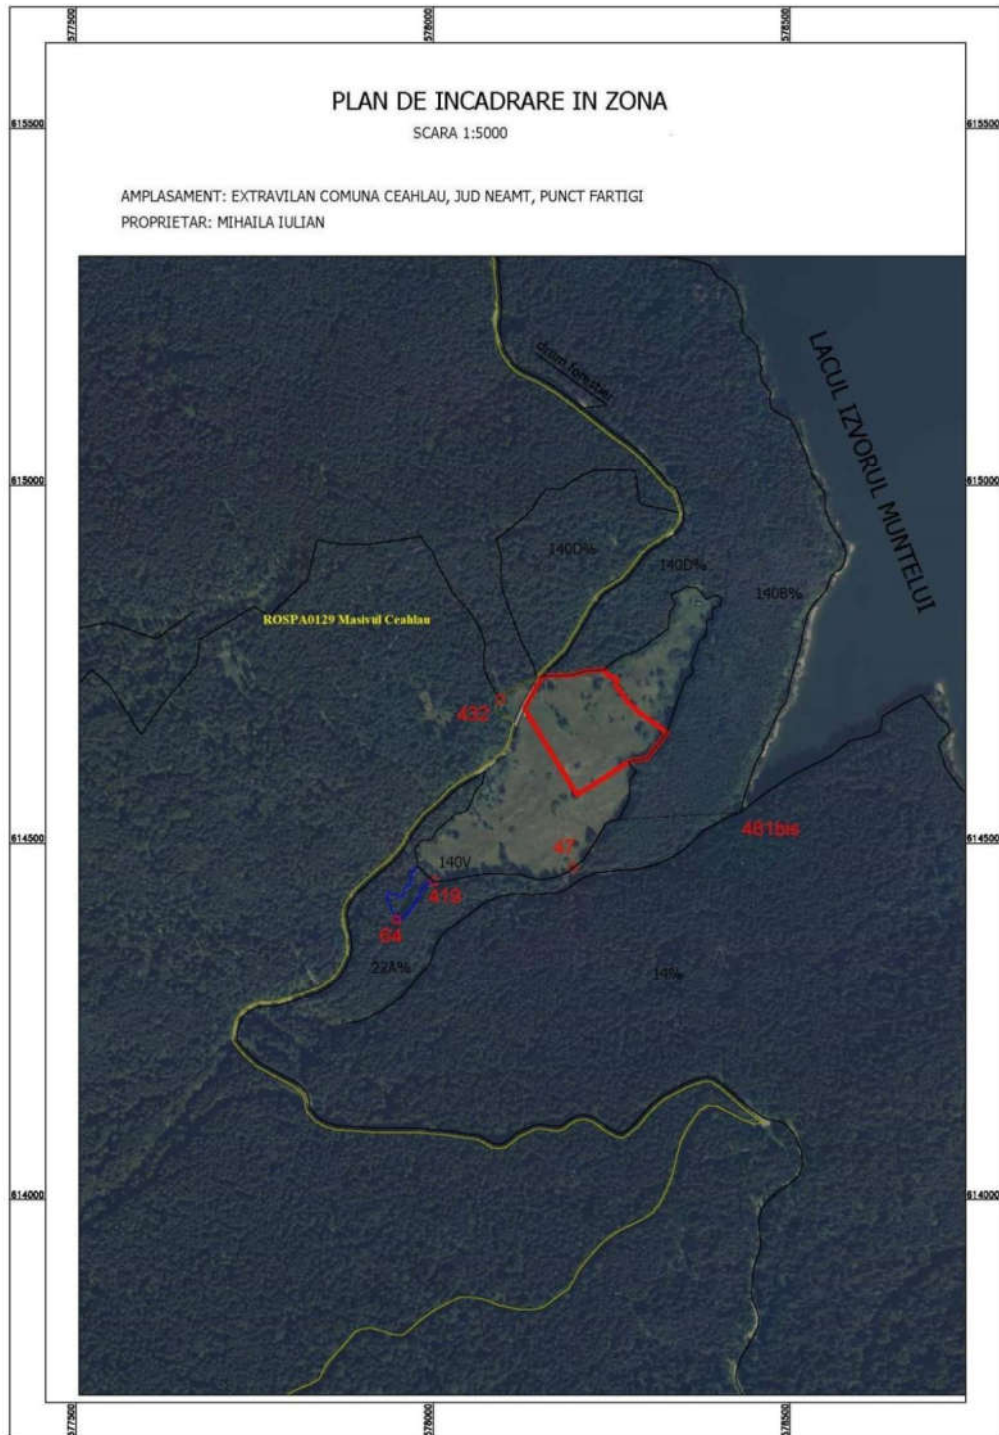 577500 578000 578500
PLAN DE INCADRARE IN ZONA
615500 615500
SCARA 1:5000
AMPLASAMENT: EXTRAVILAN COMUNA CEAHLAU, JUD NEAMT, PUNCT FARTIGI
PROPRIETAR: MIHAILA IULIAN
drum forestier
LACUL IZVORUL MUNTELUI
615000 615000
140D%
140D%
140B%
ROSPA0129 Masivul Ceahlau
432
481bis
614500 614500
47
140V
419
64
22A%
14%
614000 614000
577500 578000 578500